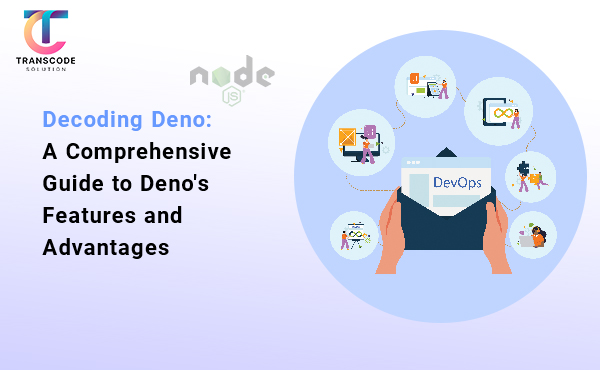 TRANSCODE
SOLUTION
node
JS
Decoding Deno:
A Comprehensive
Guide to Deno's
Features and
Advantages
DevOps